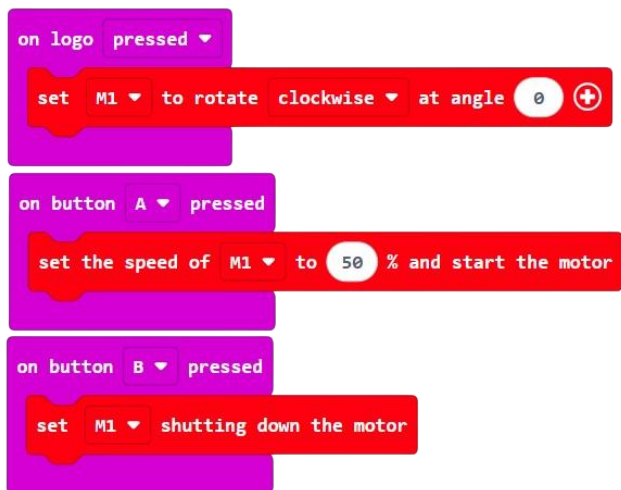 on logo pressed
set M1 to rotate clockwise at angle 0
on button A pressed
set the speed of M1 to 50 % and start the motor
on button B pressed
set M1 shutting down the motor